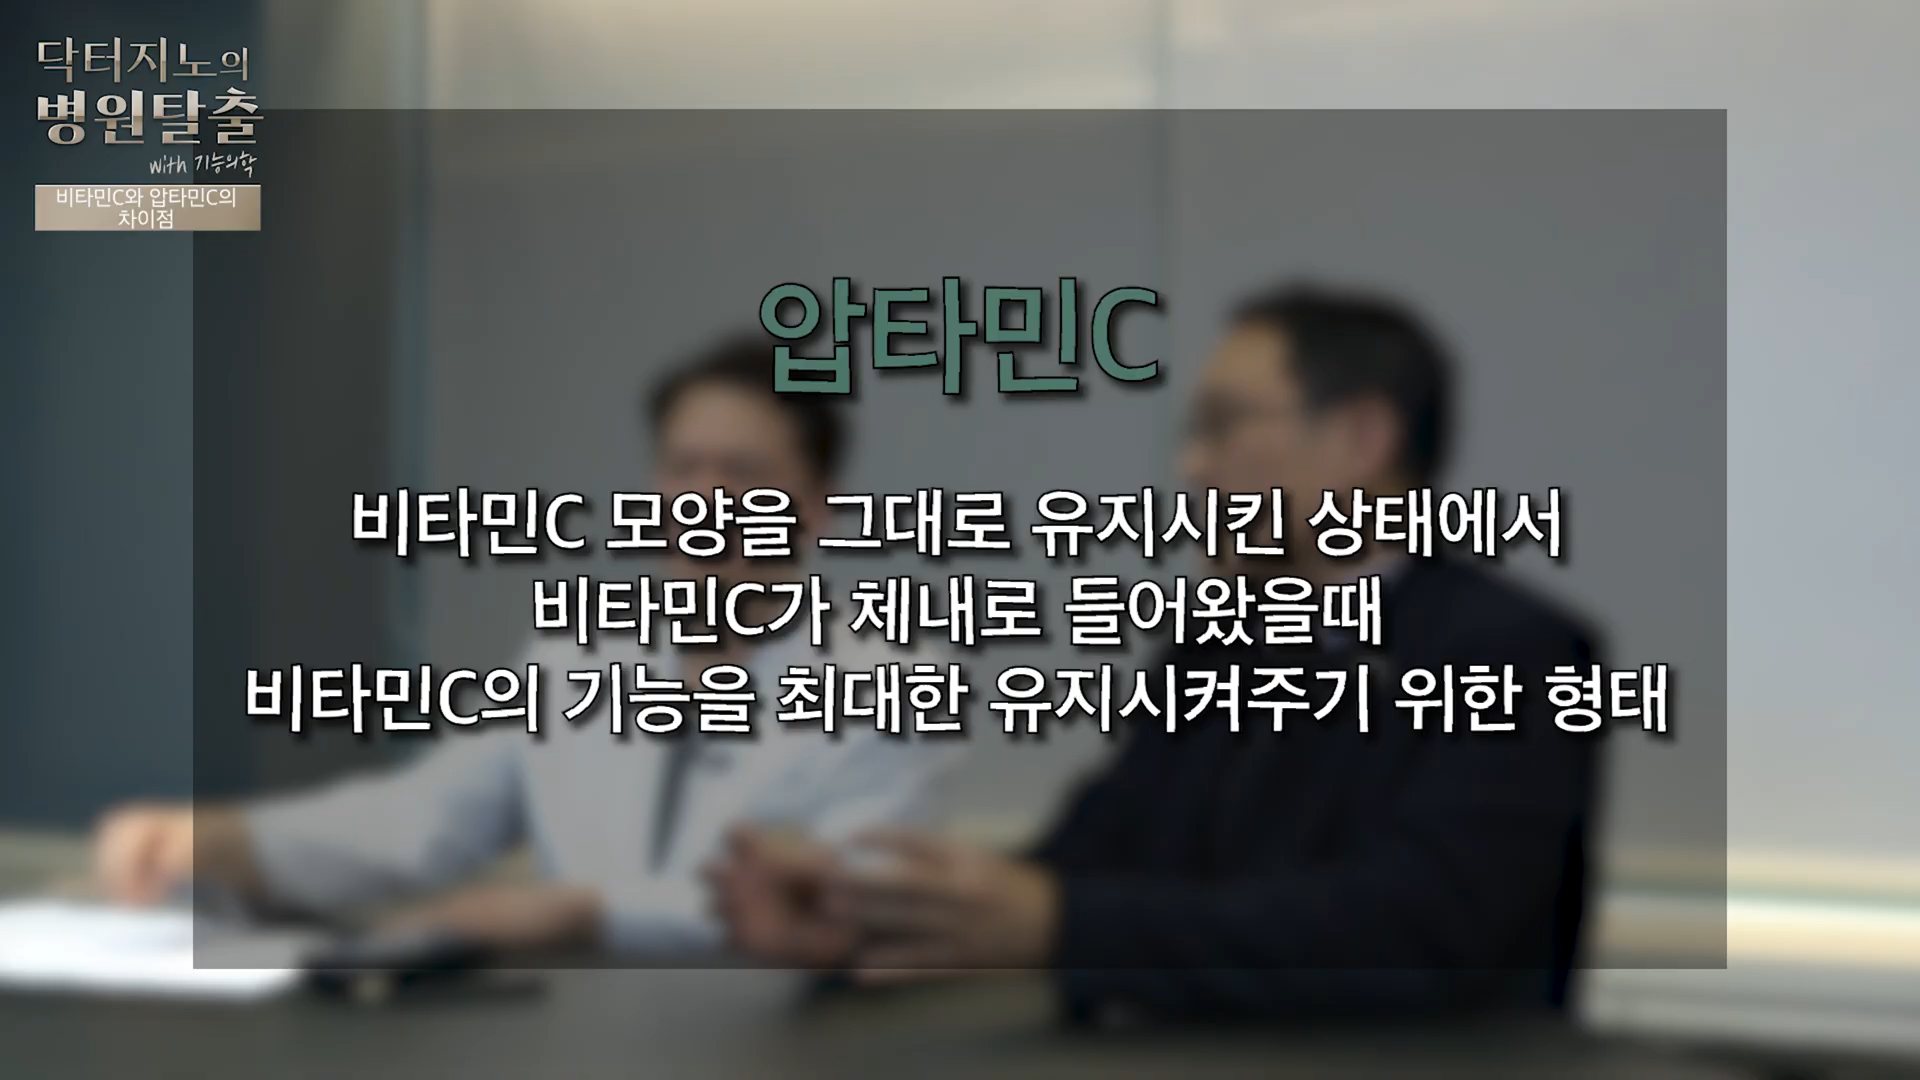 닥터지노의
병원탈출
with 기능의학
비타민C와 압타민C의
차이점
압타민C
비타민C 모양을 그대로 유지시킨 상태에서
비타민C가 체내로 들어왔을때
비타민C의 기능을 최대한 유지시켜주기 위한 형태